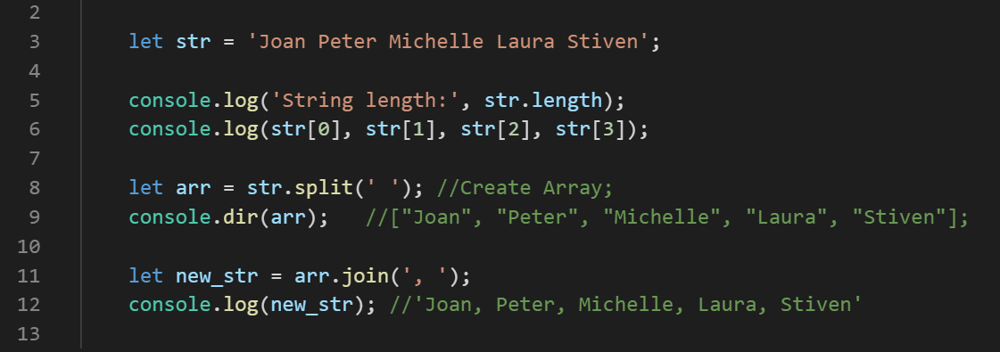 2
3 let str = 'Joan Peter Michelle Laura Stiven';
4
5 console.log('String length:', str.length);
6 console.log(str[0], str[1], str[2], str[3]);
7
8 let arr = str.split(' '); //Create Array;
9 console.dir(arr);   //["Joan", "Peter", "Michelle", "Laura", "Stiven"];
10
11 let new_str = arr.join(', ');
12 console.log(new_str); //'Joan, Peter, Michelle, Laura, Stiven'
13